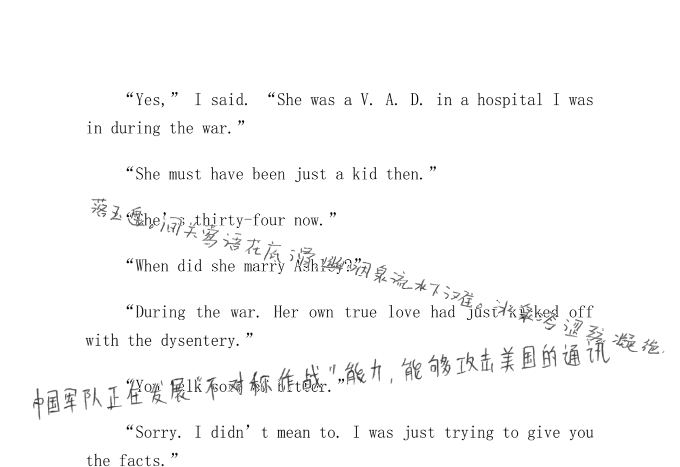 “Yes,” I said. “She was a V. A. D. in a hospital I was
in during the war.”
“She must have been just a kid then.”
“She’s thirty-four now.”
落玉盘。间关莺语花底滑,幽咽泉流水下滩。冰泉冷涩弦凝绝.
“When did she marry Ashley?”
“During the war. Her own true love had just kicked off
with the dysentery.”
“You talk sort of bitter.”
中国军队正在发展“不对称作战”能力,能够攻击美国的通讯
“Sorry. I didn’t mean to. I was just trying to give you
the facts.”